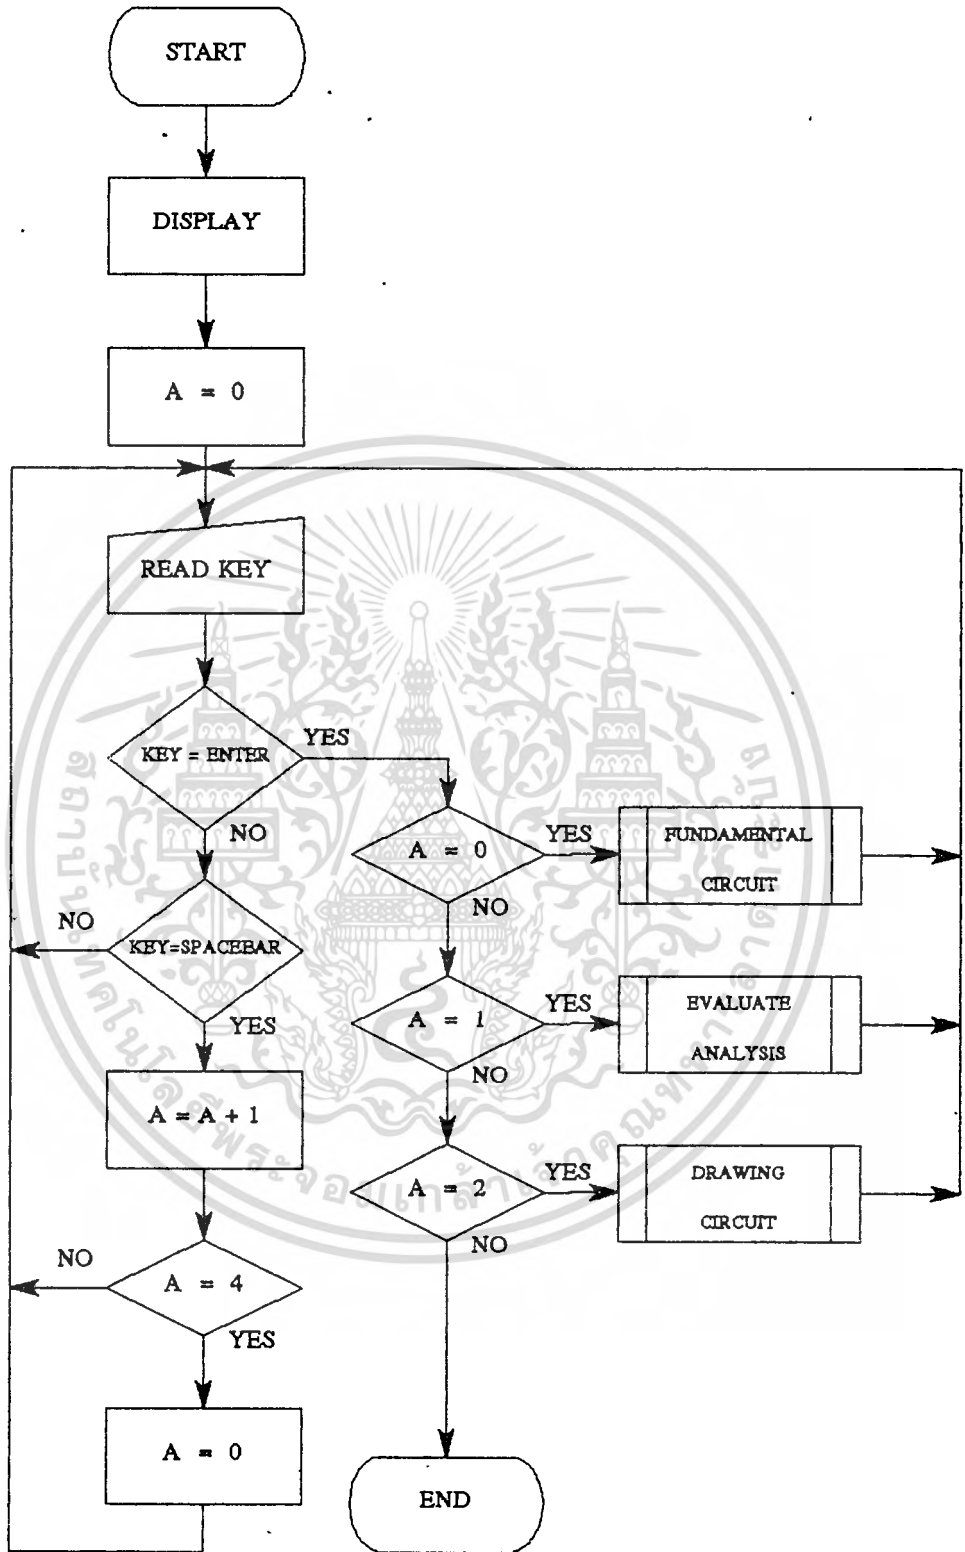 START
DISPLAY
A = 0
READ KEY
KEY = ENTER
YES
NO
A = 0
YES
FUNDAMENTAL
CIRCUIT
NO
KEY=SPACEBAR
NO
YES
A = 1
YES
EVALUATE
ANALYSIS
NO
A = A + 1
A = 2
YES
DRAWING
CIRCUIT
NO
A = 4
NO
YES
A = 0
END